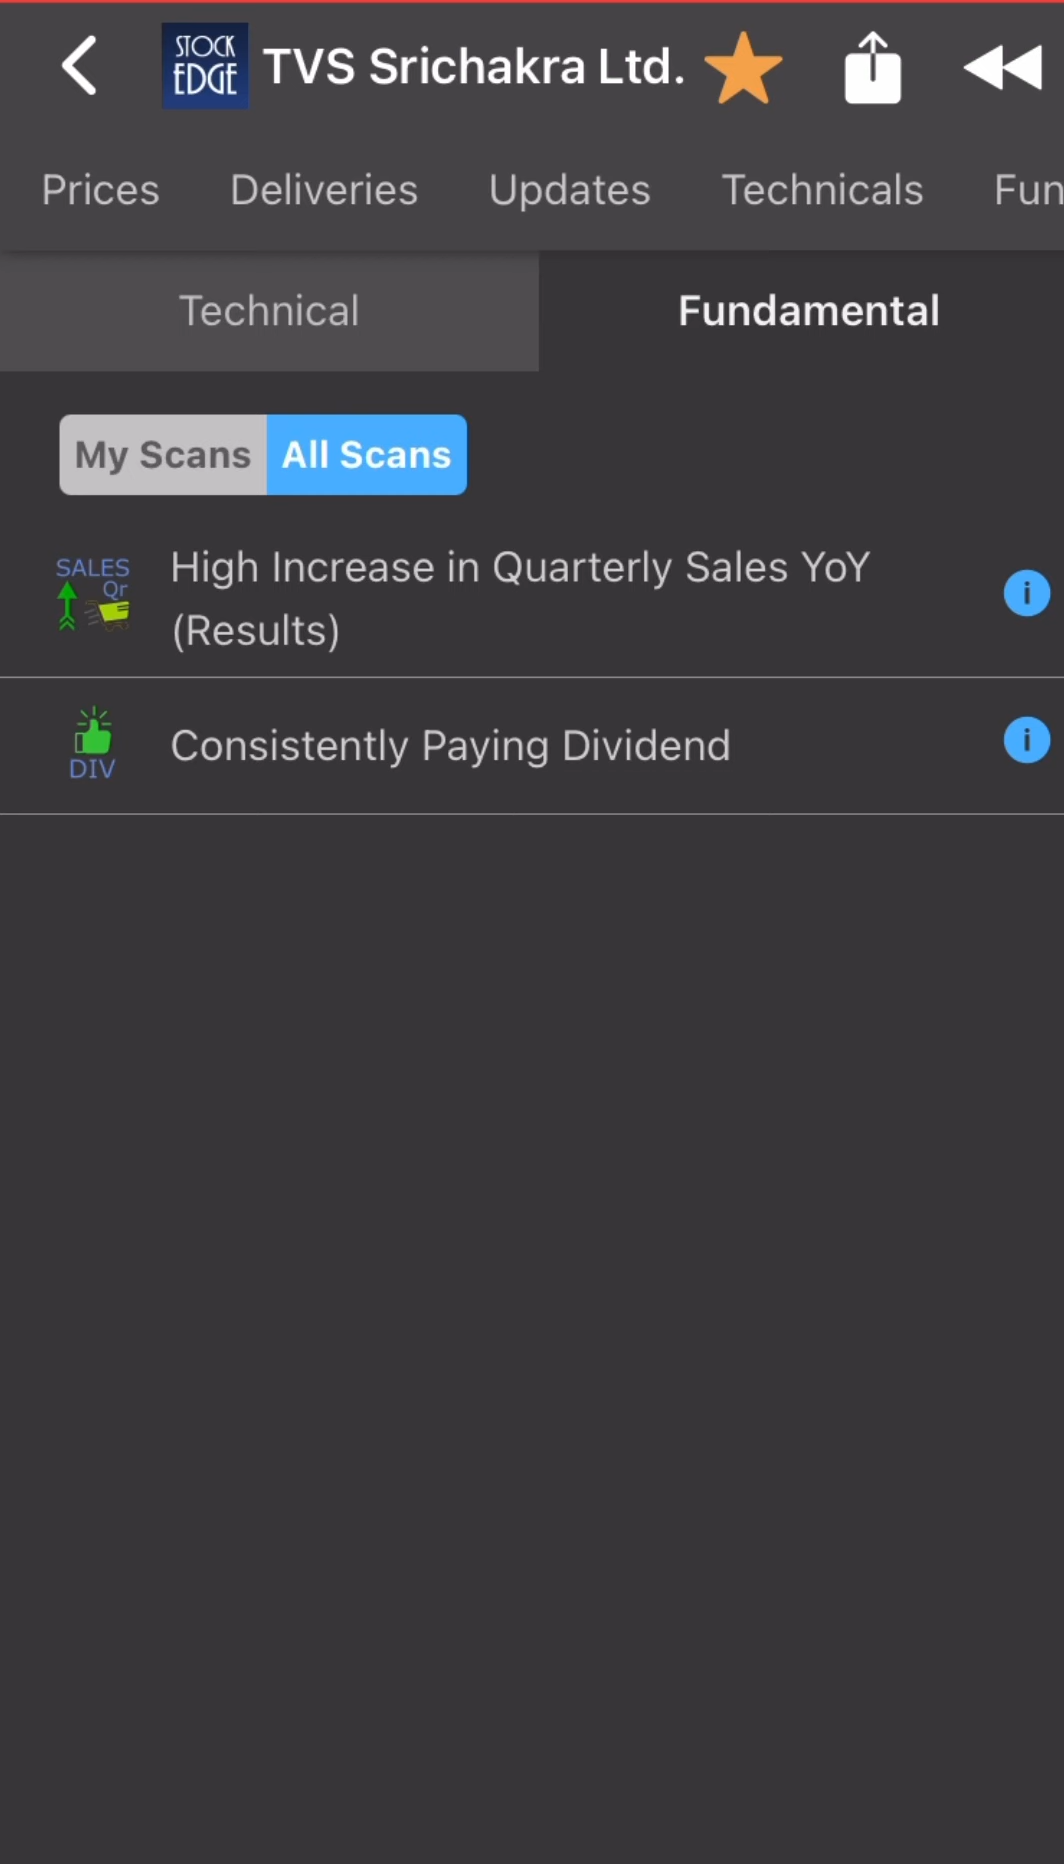 STOCK
EDGE
TVS Srichakra Ltd.
Prices Deliveries Updates Technicals Fun
Technical Fundamental
My Scans All Scans
SALES
Qr
High Increase in Quarterly Sales YoY
(Results)
i
DIV
Consistently Paying Dividend
i